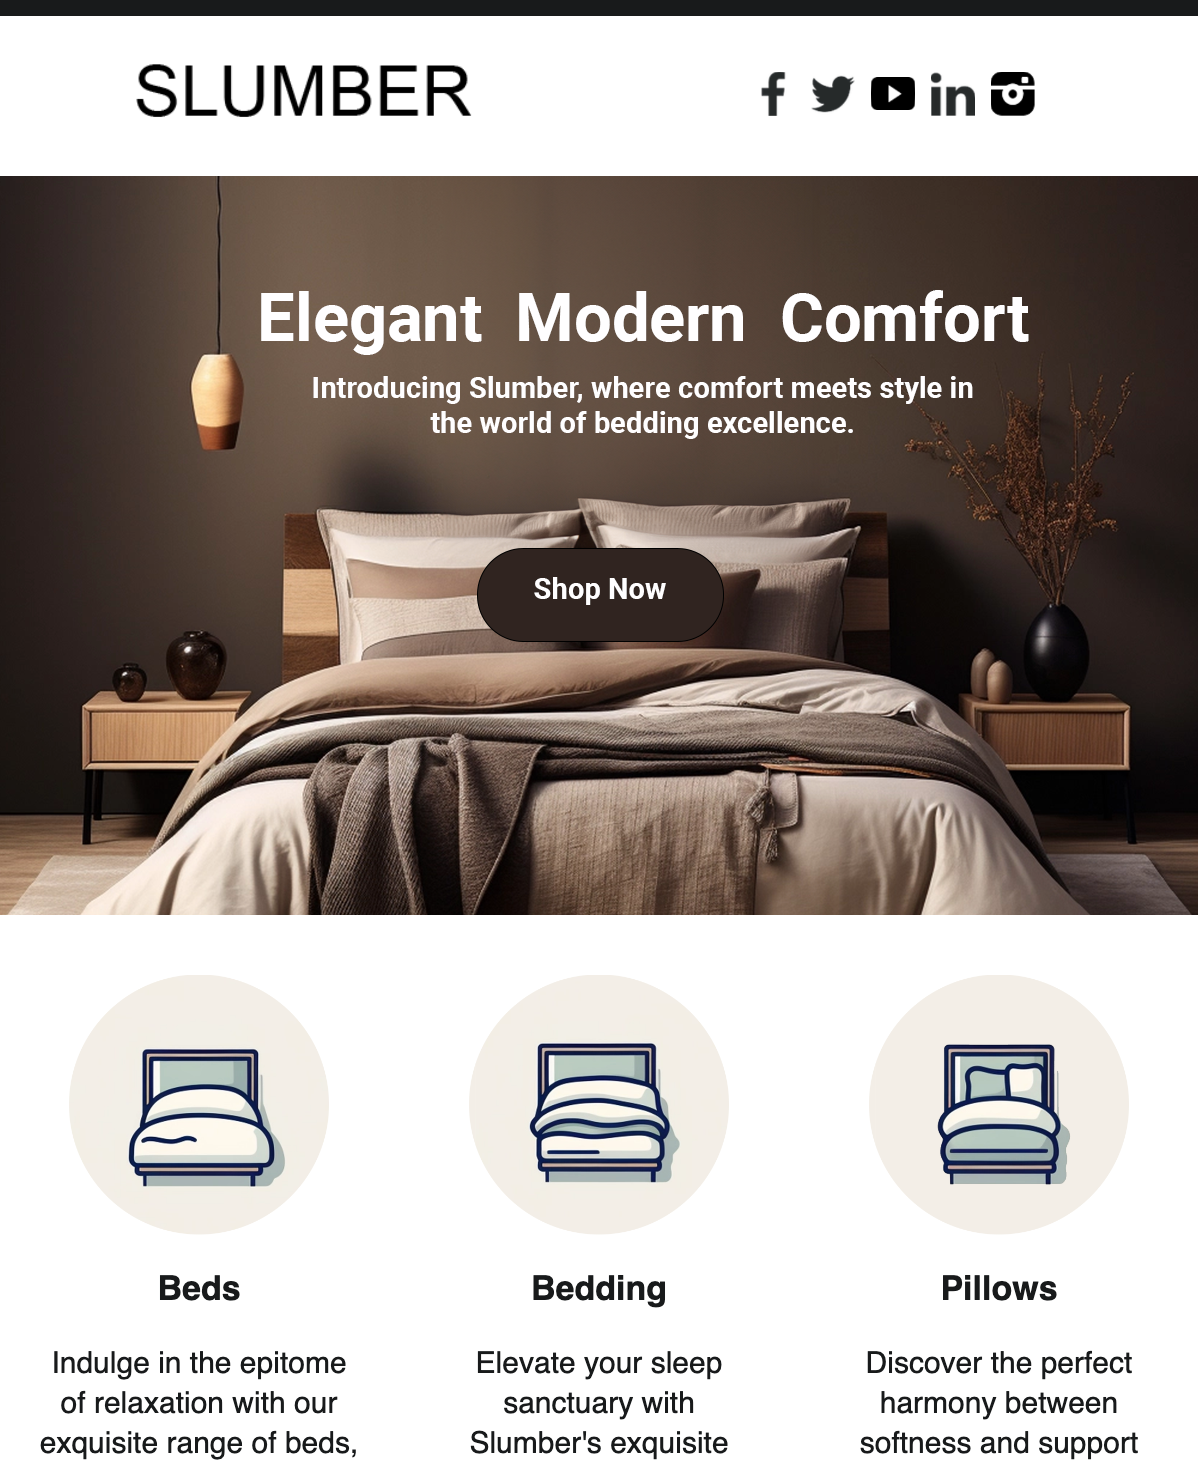 SLUMBER
Elegant Modern Comfort
Introducing Slumber, where comfort meets style in
the world of bedding excellence.
Shop Now
Beds
Indulge in the epitome
of relaxation with our
exquisite range of beds,
Bedding
Elevate your sleep
sanctuary with
Slumber's exquisite
Pillows
Discover the perfect
harmony between
softness and support